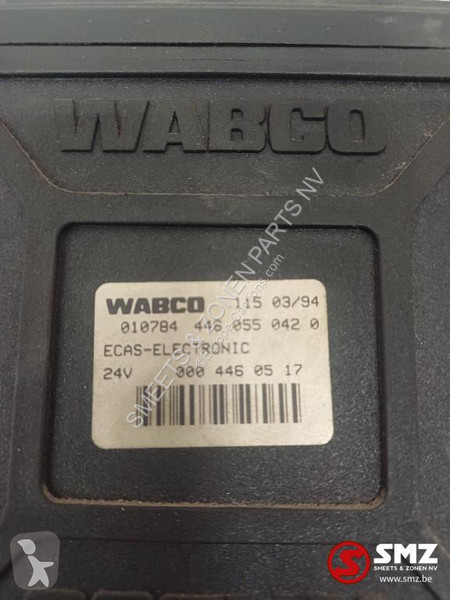 WABCO
WABCO 115 03/94
010784 446 055 042 0
ECAS-ELECTRONIC
24V 000 446 05 17
SMEETS & ZONEN PARTS NV
SMZ
SMEETS & ZONEN NV
www.smz.be